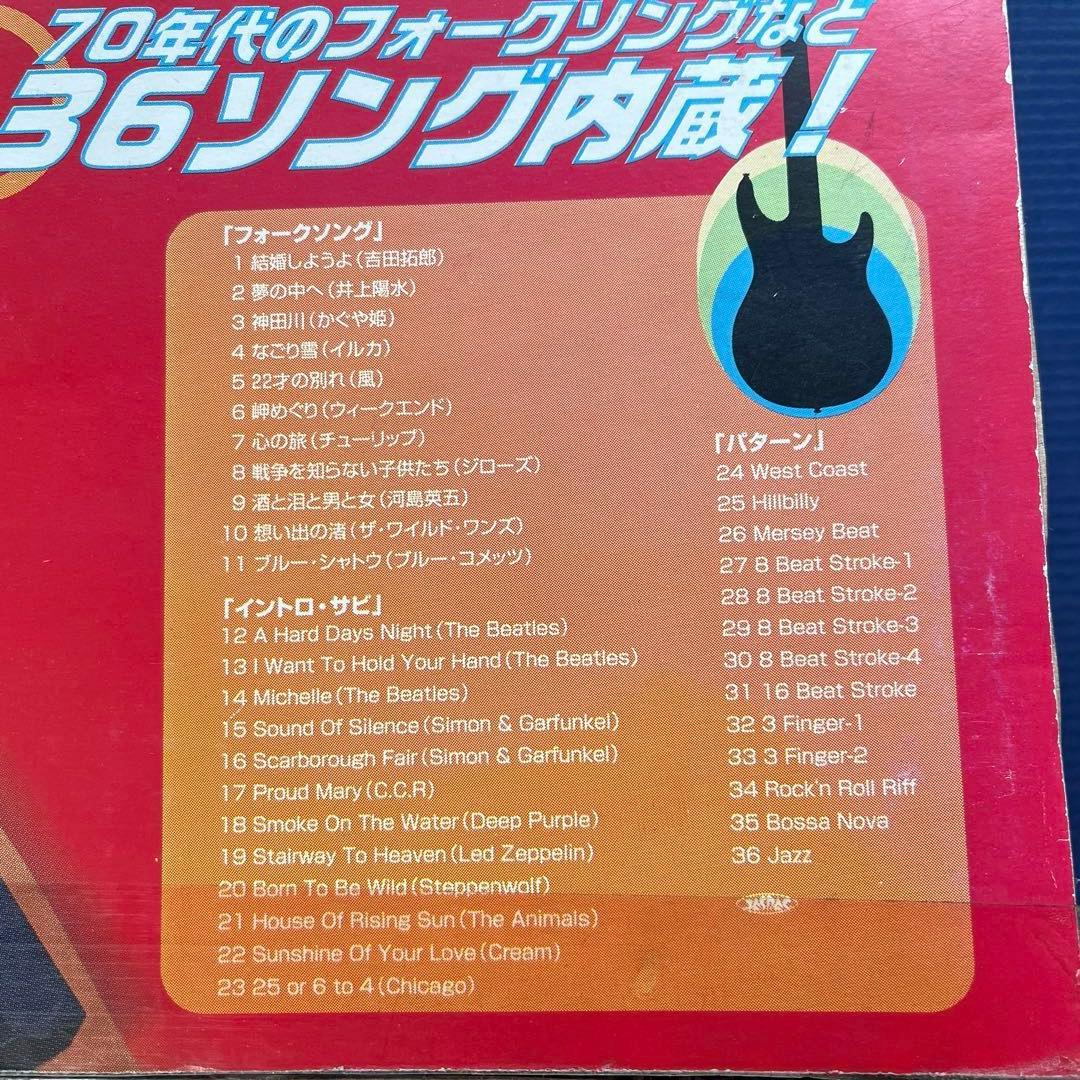 70年代のフォークソングなど
36ソング内蔵!
「フォークソング」
1 結婚しようよ(吉田拓郎)
2 夢の中へ(井上陽水)
3 神田川(かぐや姫)
4 なごり雪(イルカ)
5 22才の別れ(風)
6 岬めぐり(ウィークエンド)
7 心の旅(チューリップ)
8 戦争を知らない子供たち(ジローズ)
9 酒と泪と男と女(河島英五)
10 想い出の渚(ザ・ワイルド・ワンズ)
11 ブルー・シャトウ(ブルー・コメッツ)
「イントロ・サビ」
12 A Hard Days Night(The Beatles)
13 I Want To Hold Your Hand(The Beatles)
14 Michelle(The Beatles)
15 Sound Of Silence(Simon & Garfunkel)
16 Scarborough Fair(Simon & Garfunkel)
17 Proud Mary(C.C.R)
18 Smoke On The Water(Deep Purple)
19 Stairway To Heaven(Led Zeppelin)
20 Born To Be Wild(Steppenwolf)
21 House Of Rising Sun(The Animals)
22 Sunshine Of Your Love(Cream)
23 25 or 6 to 4(Chicago)
「パターン」
24 West Coast
25 Hillbilly
26 Mersey Beat
27 8 Beat Stroke-1
28 8 Beat Stroke-2
29 8 Beat Stroke-3
30 8 Beat Stroke-4
31 16 Beat Stroke
32 3 Finger-1
33 3 Finger-2
34 Rock'n Roll Riff
35 Bossa Nova
36 Jazz
JASRAC